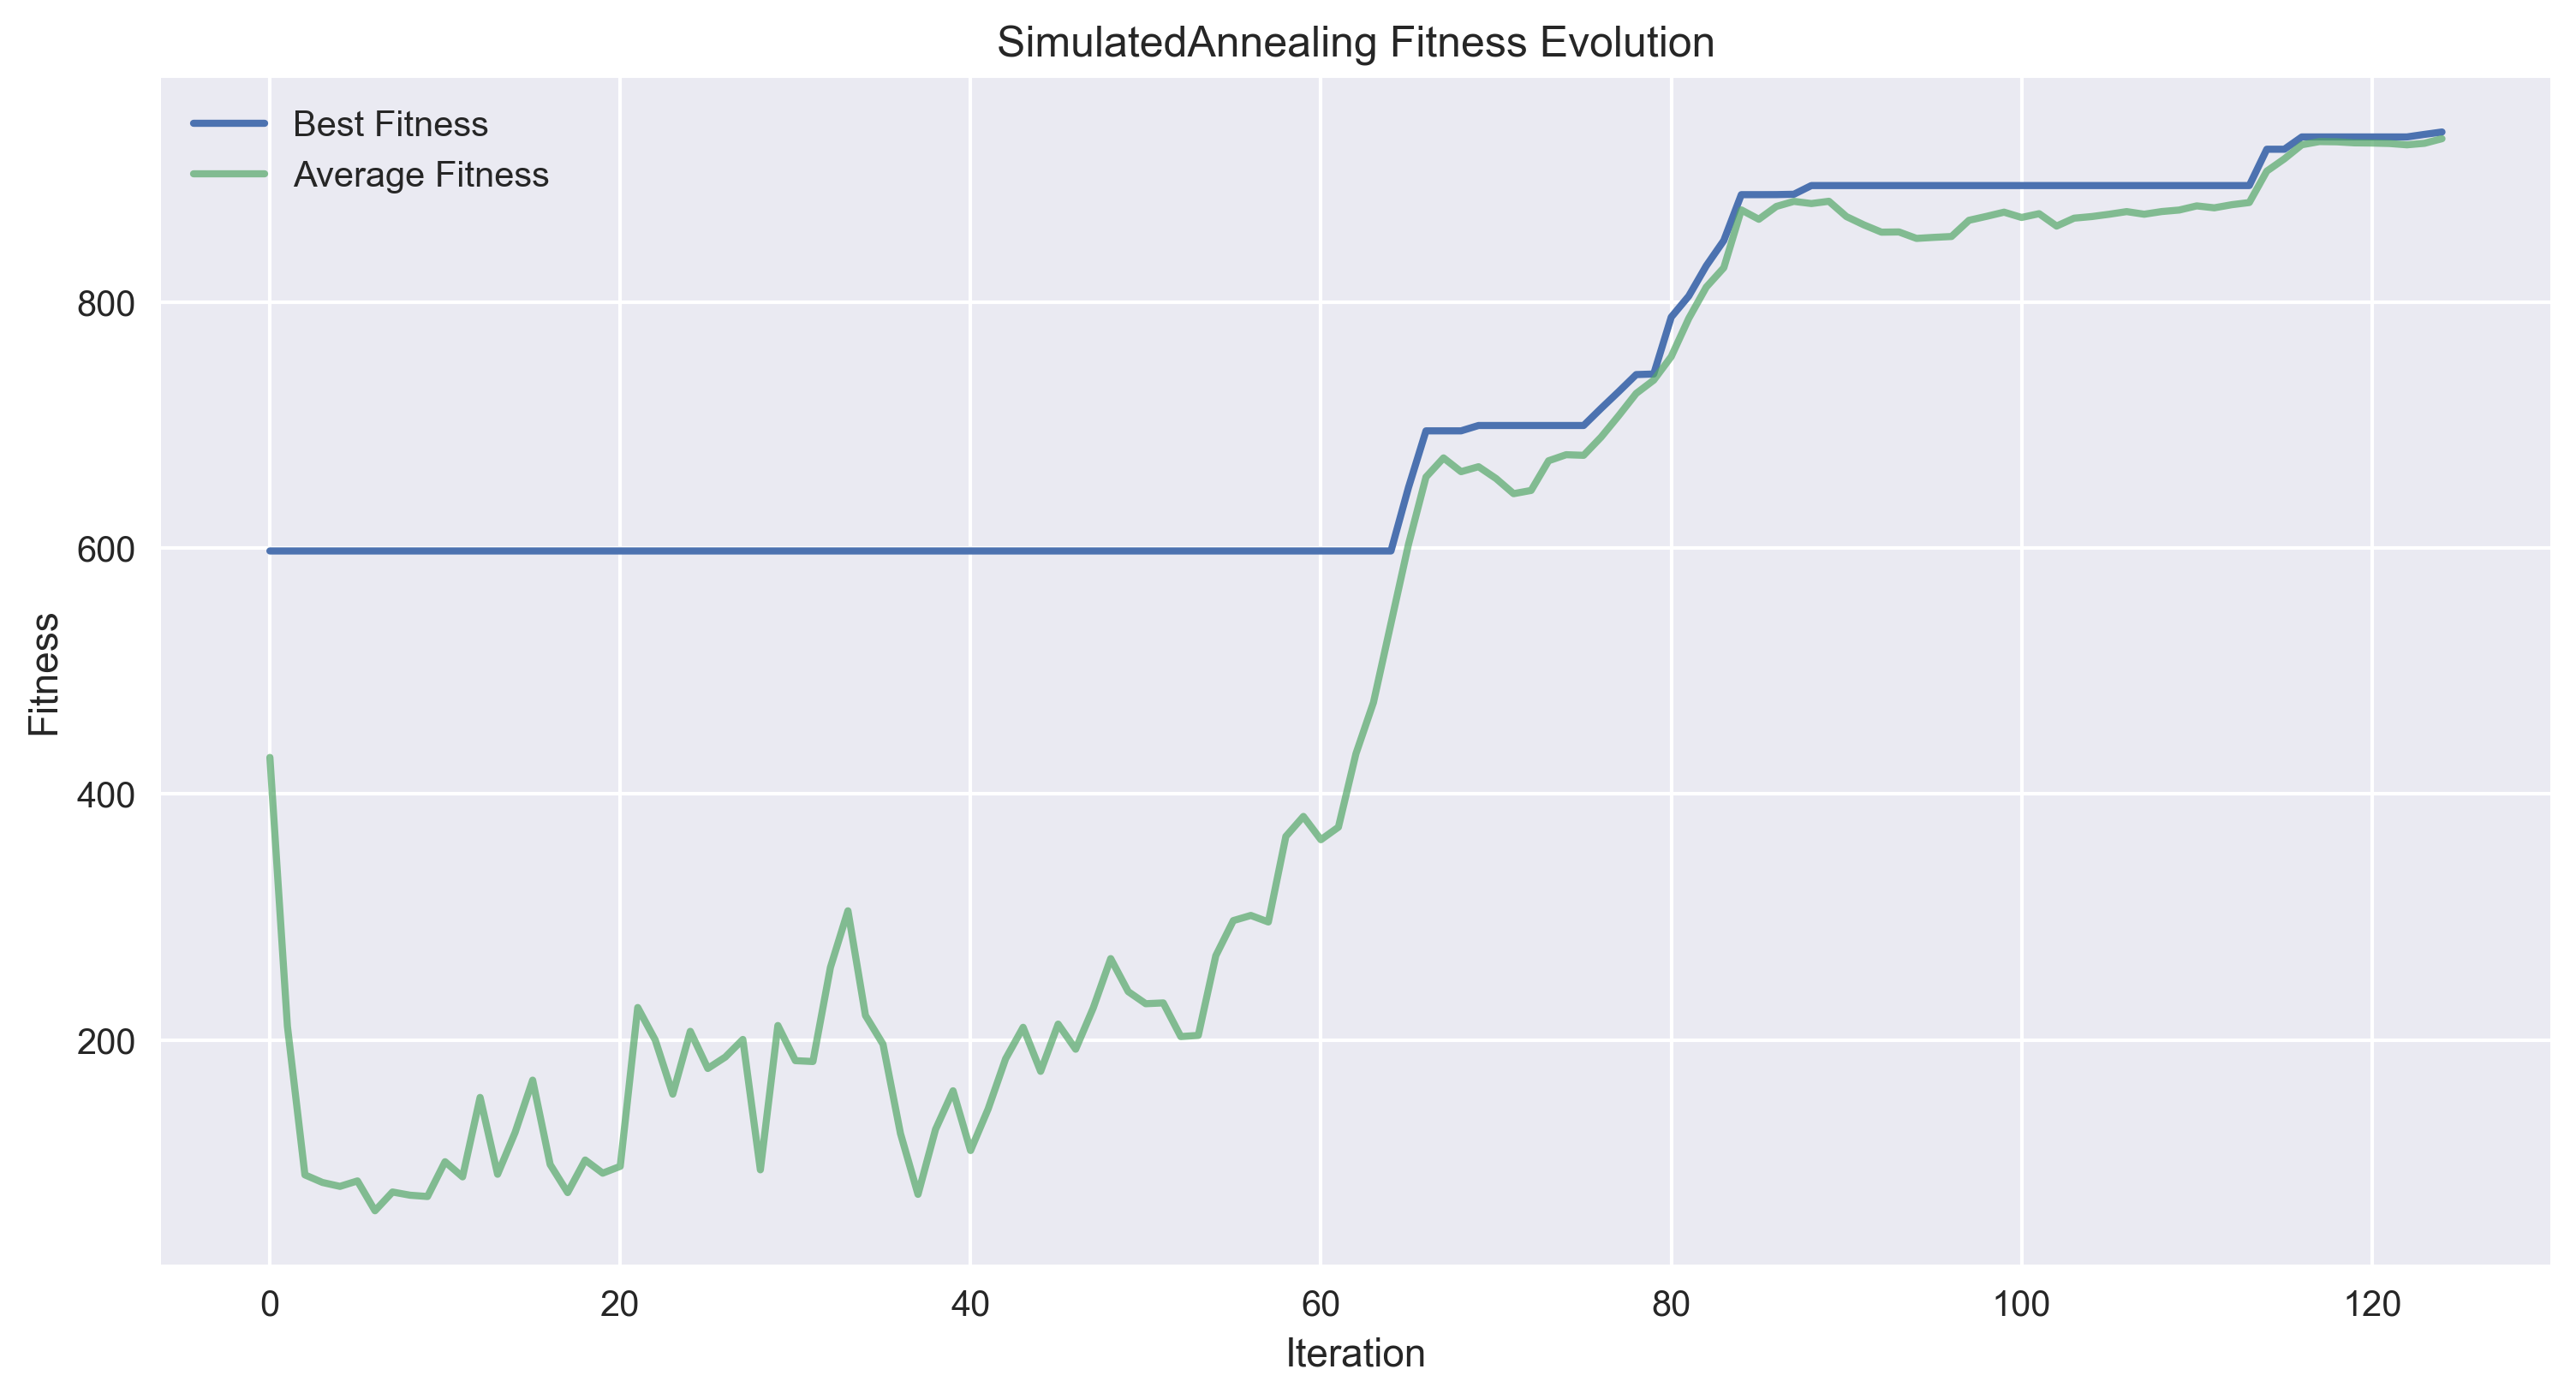 SimulatedAnnealing Fitness Evolution
Best Fitness
Average Fitness
800
600
400
200
Fitness
0 20 40 60 80 100 120
Iteration